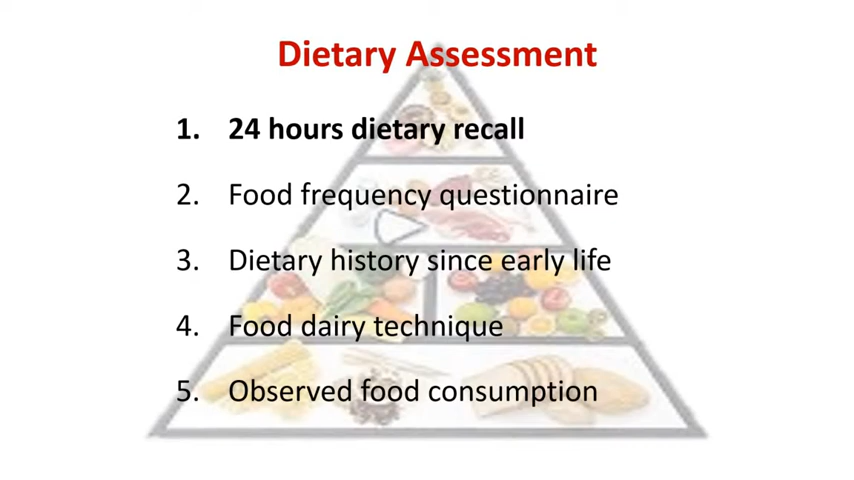 Dietary Assessment
1. 24 hours dietary recall
2. Food frequency questionnaire
3. Dietary history since early life
4. Food dairy technique
5. Observed food consumption